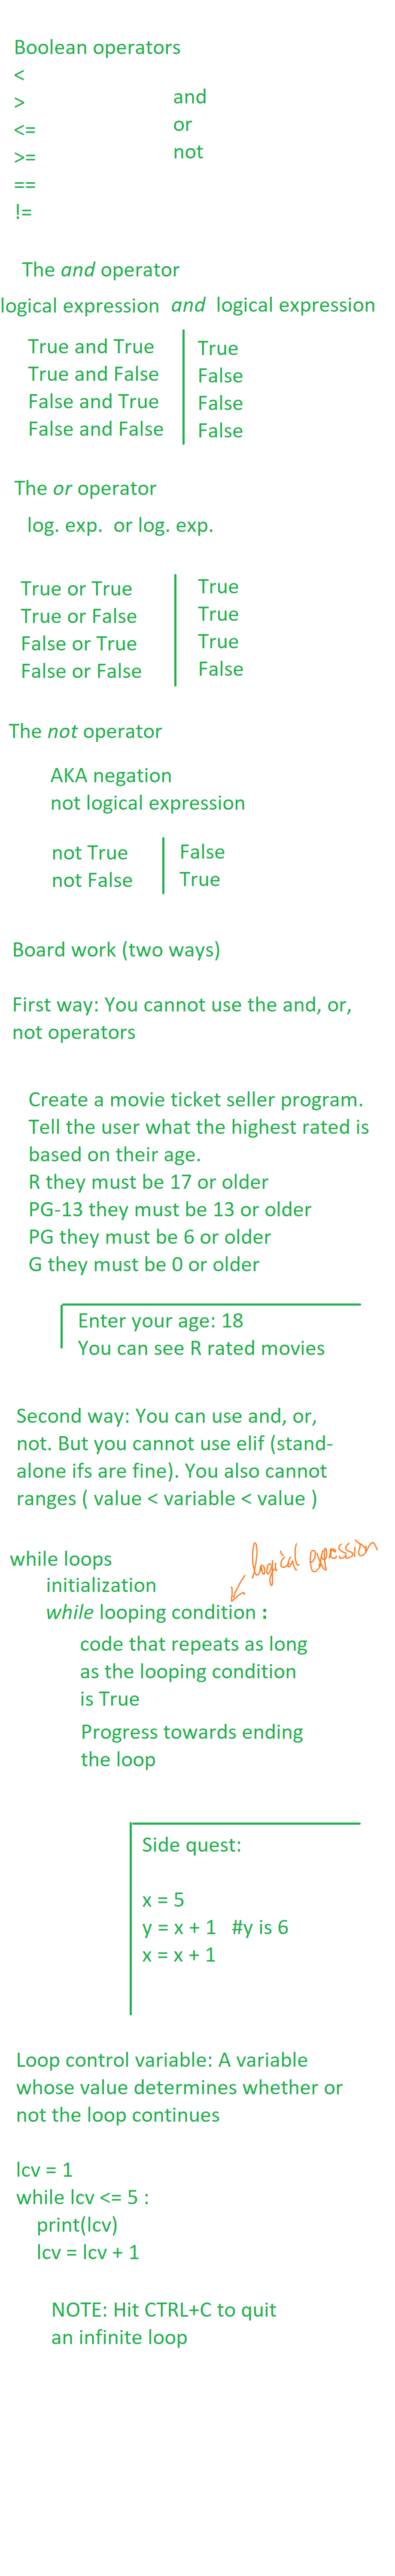 Boolean operators
<
>
<=
>=
==
!=
and
or
not
The and operator
logical expression and logical expression
True and True True
True and False False
False and True False
False and False False
The or operator
log. exp. or log. exp.
True or True True
True or False True
False or True True
False or False False
The not operator
AKA negation
not logical expression
not True False
not False True
Board work (two ways)
First way: You cannot use the and, or,
not operators
Create a movie ticket seller program.
Tell the user what the highest rated is
based on their age.
R they must be 17 or older
PG-13 they must be 13 or older
PG they must be 6 or older
G they must be 0 or older
Enter your age: 18
You can see R rated movies
Second way: You can use and, or,
not. But you cannot use elif (stand-
alone ifs are fine). You also cannot
ranges ( value < variable < value )
logical expression
while loops
initialization
while looping condition :
code that repeats as long
as the looping condition
is True
Progress towards ending
the loop
Side quest:
x = 5
y = x + 1 #y is 6
x = x + 1
Loop control variable: A variable
whose value determines whether or
not the loop continues
lcv = 1
while lcv <= 5 :
print(lcv)
lcv = lcv + 1
NOTE: Hit CTRL+C to quit
an infinite loop